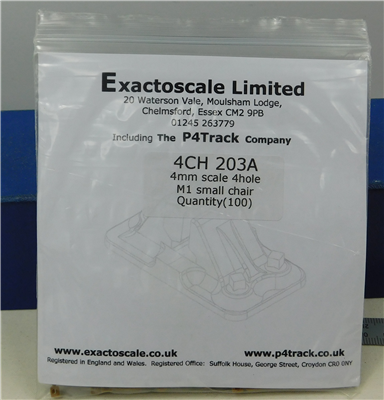 Exactoscale Limited
20 Waterson Vale, Moulsham Lodge,
Chelmsford, Essex CM2 9PB
01245 263779
Including The P4Track Company
4CH 203A
4mm scale 4hole
M1 small chair
Quantity(100)
www.exactoscale.co.uk www.p4track.co.uk
Registered in England and Wales. Registered Office: Suffolk House, George Street, Croydon CR0 0NY